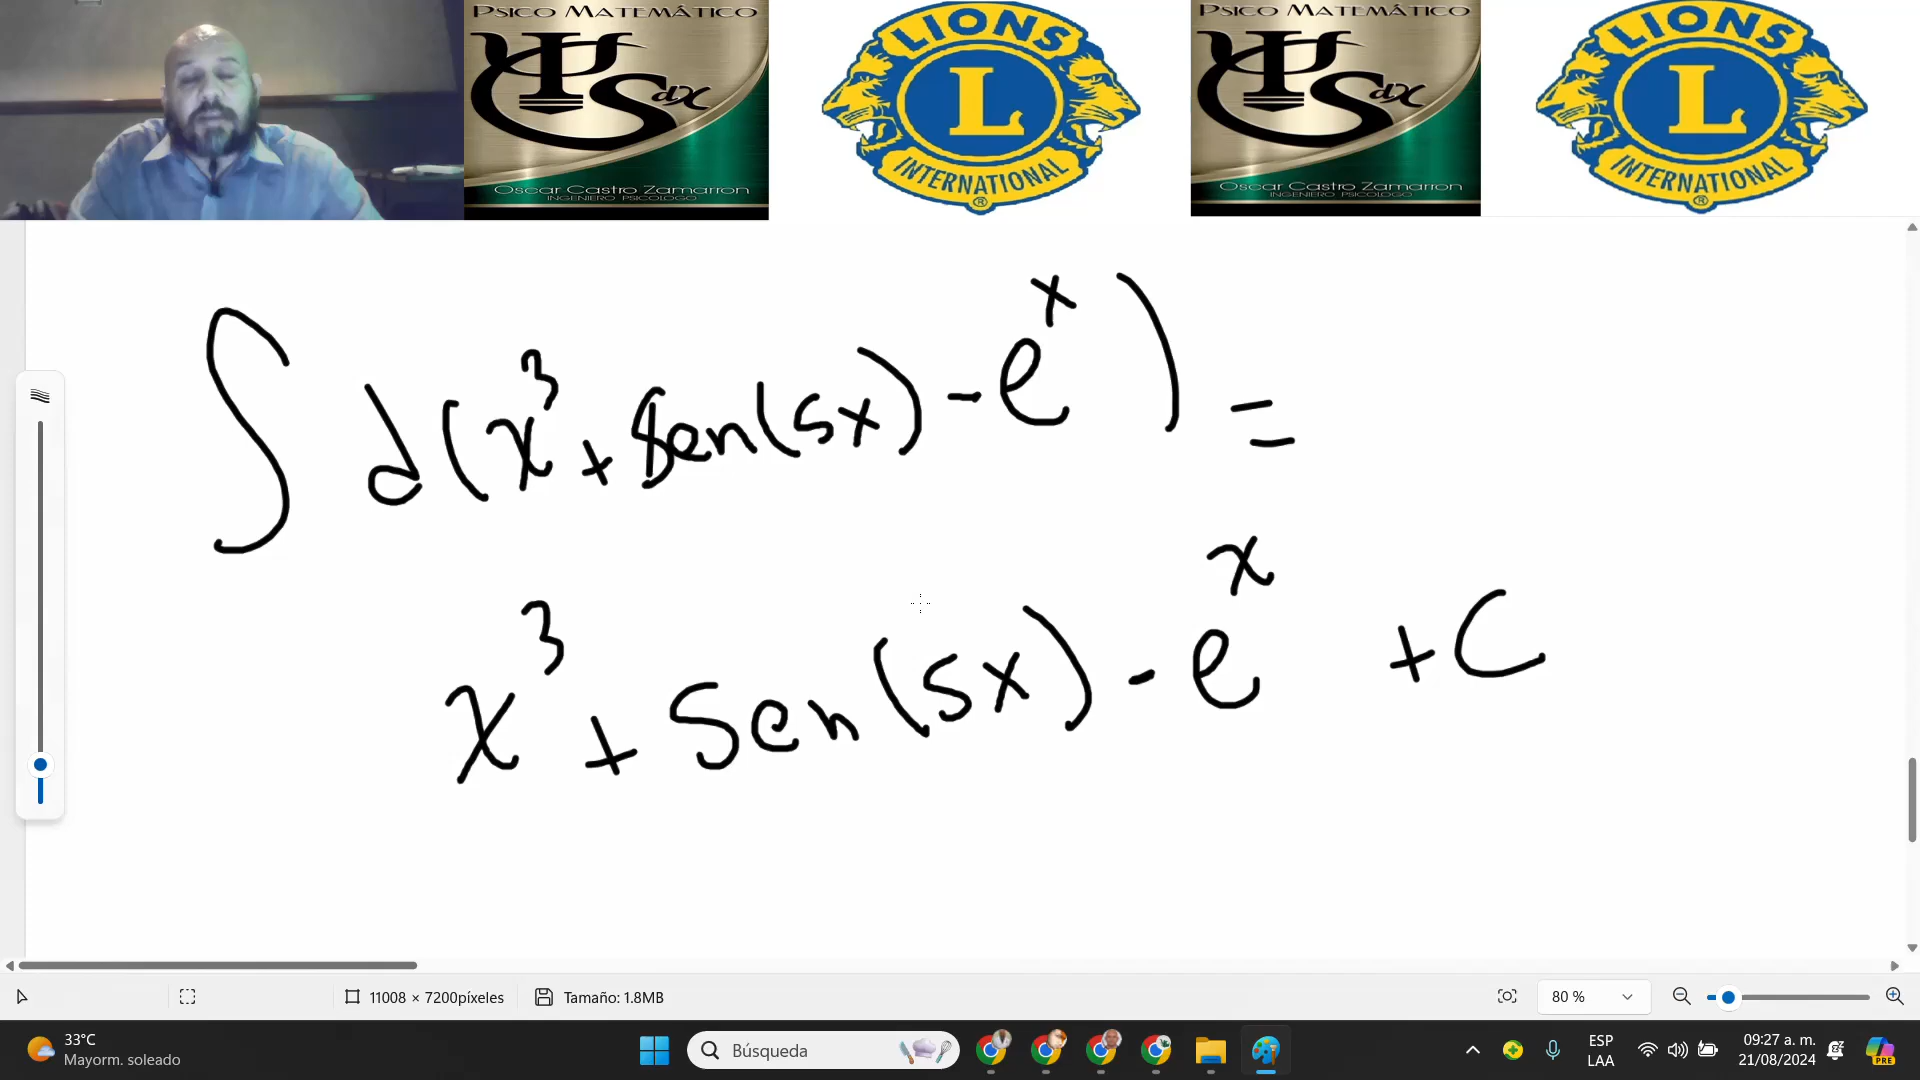 PSICO MATEMÁTICO
dx
Oscar Castro Zamarron
INGENIERO PSICOLOGO
LIONS
L
INTERNATIONAL
®
PSICO MATEMÁTICO
dx
Oscar Castro Zamarron
INGENIERO PSICOLOGO
LIONS
L
INTERNATIONAL
®
∫ d(x³ + Sen(5x) - eˣ) =
x³ + Sen(5x) - eˣ + C
11008 × 7200píxeles
Tamaño: 1.8MB
80 %
33°C
Mayorm. soleado
Búsqueda
ESP
LAA
09:27 a. m.
21/08/2024
PRE